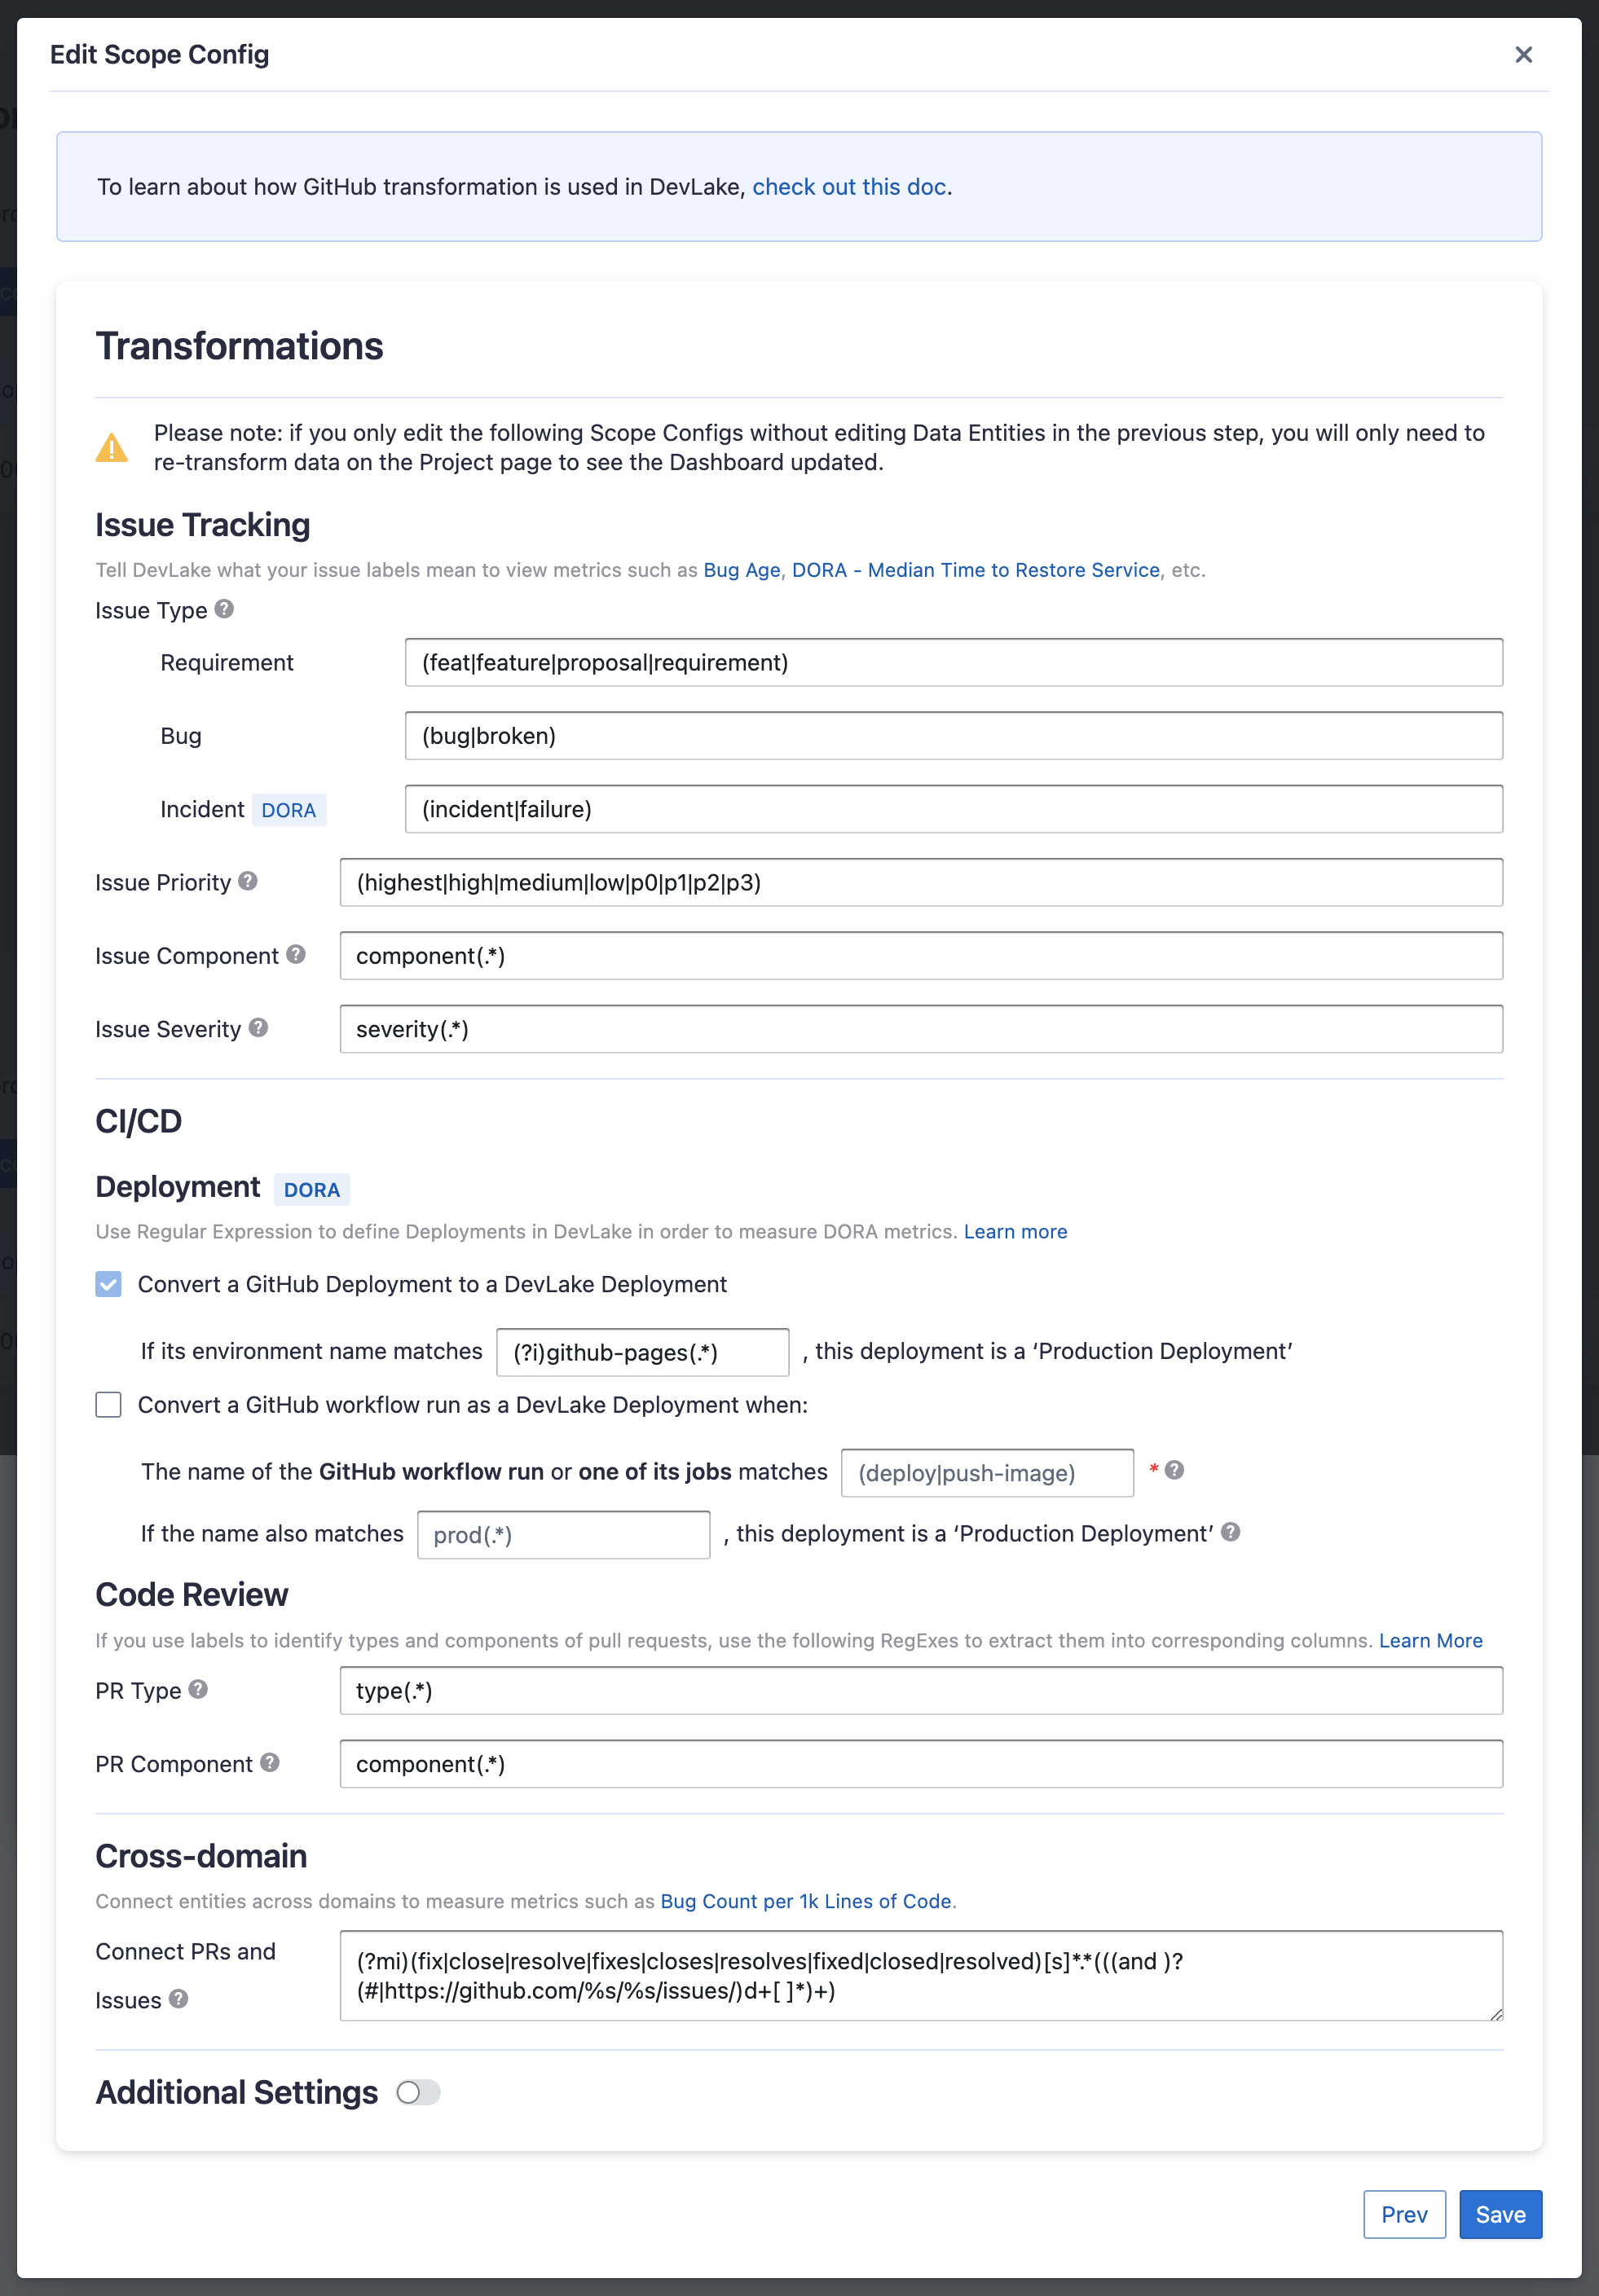 Edit Scope Config
To learn about how GitHub transformation is used in DevLake, check out this doc.
Transformations
Please note: if you only edit the following Scope Configs without editing Data Entities in the previous step, you will only need to
re-transform data on the Project page to see the Dashboard updated.
Issue Tracking
Tell DevLake what your issue labels mean to view metrics such as Bug Age, DORA - Median Time to Restore Service, etc.
Issue Type
Requirement (feat|feature|proposal|requirement)
Bug (bug|broken)
Incident DORA (incident|failure)
Issue Priority (highest|high|medium|low|p0|p1|p2|p3)
Issue Component component(.*)
Issue Severity severity(.*)
CI/CD
Deployment DORA
Use Regular Expression to define Deployments in DevLake in order to measure DORA metrics. Learn more
Convert a GitHub Deployment to a DevLake Deployment
If its environment name matches (?i)github-pages(.*) , this deployment is a ‘Production Deployment’
Convert a GitHub workflow run as a DevLake Deployment when:
The name of the GitHub workflow run or one of its jobs matches (deploy|push-image) *
If the name also matches prod(.*) , this deployment is a ‘Production Deployment’
Code Review
If you use labels to identify types and components of pull requests, use the following RegExes to extract them into corresponding columns. Learn More
PR Type type(.*)
PR Component component(.*)
Cross-domain
Connect entities across domains to measure metrics such as Bug Count per 1k Lines of Code.
Connect PRs and
Issues
(?mi)(fix|close|resolve|fixes|closes|resolves|fixed|closed|resolved)[s]*.*(((and )?
(#|https://github.com/%s/%s/issues/)d+[ ]*)+)
Additional Settings
Prev Save